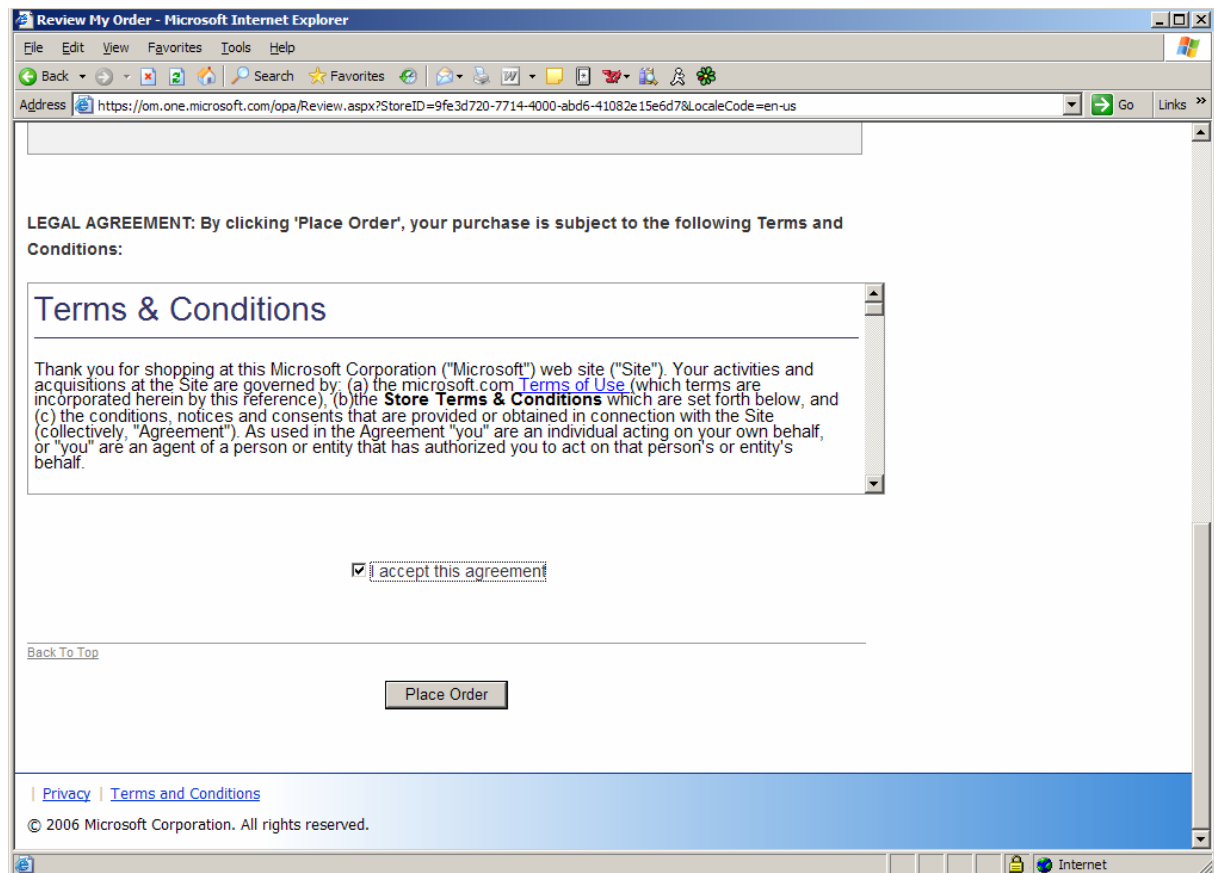 Review My Order - Microsoft Internet Explorer
File Edit View Favorites Tools Help
Back Search Favorites
Address https://om.one.microsoft.com/opa/Review.aspx?StoreID=9fe3d720-7714-4000-abd6-41082e15e6d7&LocaleCode=en-us Go Links »
LEGAL AGREEMENT: By clicking 'Place Order', your purchase is subject to the following Terms and
Conditions:
Terms & Conditions
Thank you for shopping at this Microsoft Corporation ("Microsoft") web site ("Site"). Your activities and
acquisitions at the Site are governed by: (a) the microsoft.com Terms of Use (which terms are
incorporated herein by this reference), (b)the Store Terms & Conditions which are set forth below, and
(c) the conditions, notices and consents that are provided or obtained in connection with the Site
(collectively, "Agreement"). As used in the Agreement "you" are an individual acting on your own behalf,
or "you" are an agent of a person or entity that has authorized you to act on that person's or entity's
behalf.
I accept this agreement
Back To Top
Place Order
| Privacy | Terms and Conditions
© 2006 Microsoft Corporation. All rights reserved.
Internet